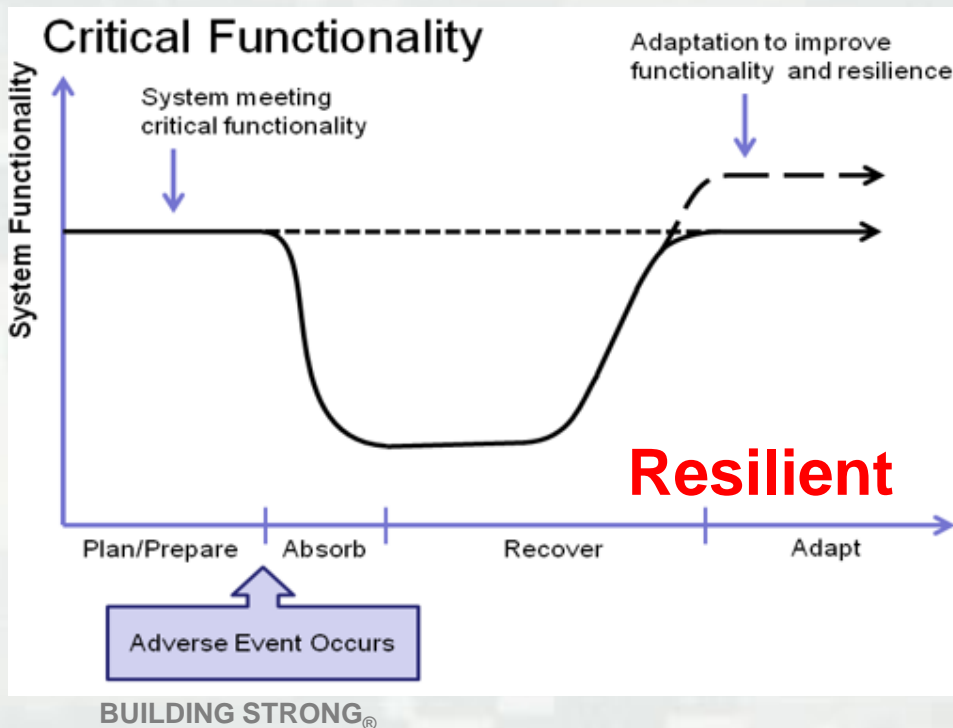 Critical Functionality
Adaptation to improve
functionality and resilience
System meeting
critical functionality
System Functionality
Resilient
Plan/Prepare Absorb Recover Adapt
Adverse Event Occurs
BUILDING STRONG®